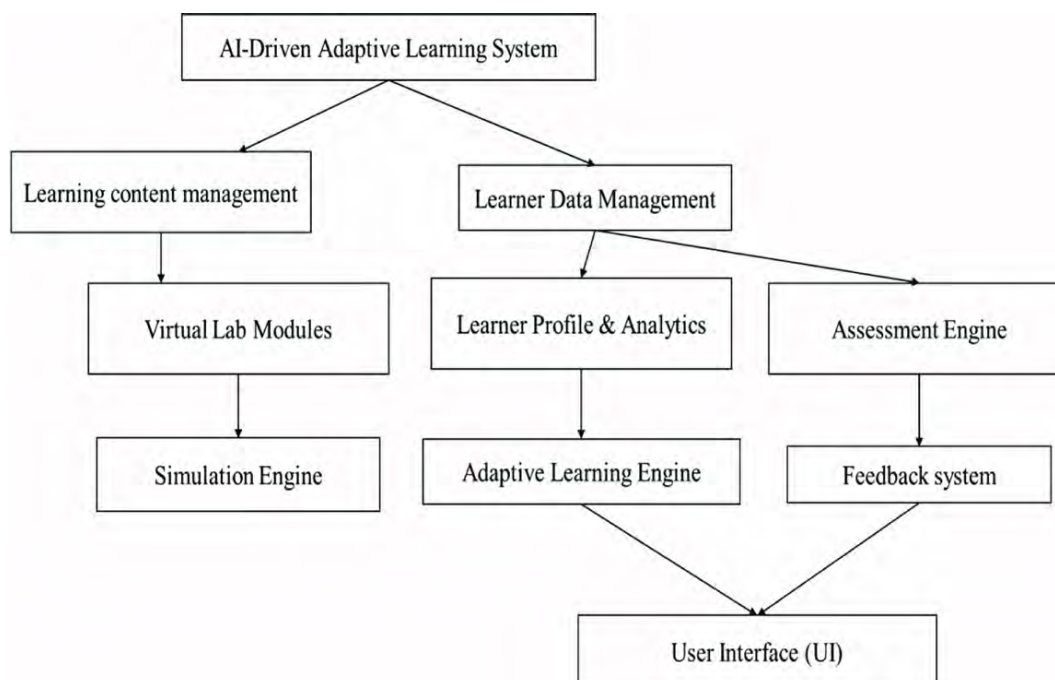 AI-Driven Adaptive Learning System
Learning content management
Learner Data Management
Virtual Lab Modules
Learner Profile & Analytics
Assessment Engine
Simulation Engine
Adaptive Learning Engine
Feedback system
User Interface (UI)